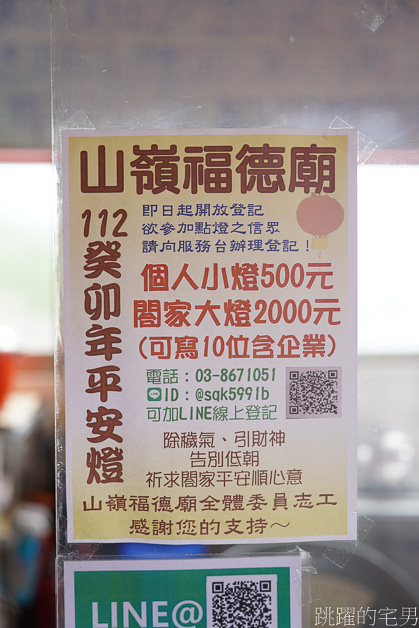 山嶺福德廟
112癸卯年平安燈
即日起開放登記
欲參加點燈之信眾
請向服務台辦理登記！
個人小燈500元
閤家大燈2000元
(可寫10位含企業)
電話：03-8671051
ID：@sqk5991b
可加LINE線上登記
除穢氣、引財神
告別低朝
祈求閤家平安順心意
山嶺福德廟全體委員志工
感謝您的支持～
LINE@
跳躍的宅男